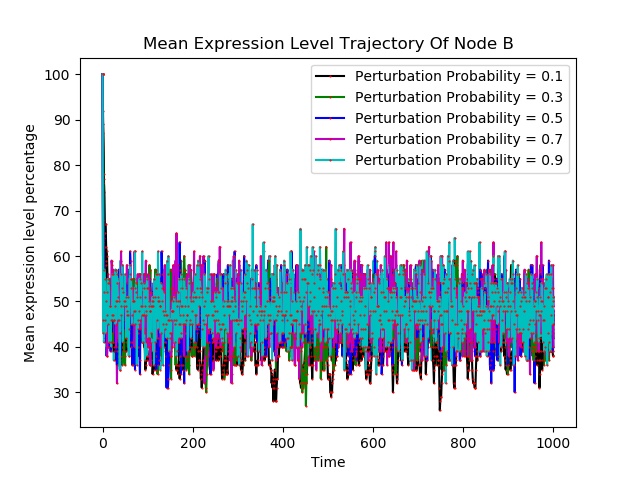 Mean Expression Level Trajectory Of Node B
Mean expression level percentage
100
90
80
70
60
50
40
30
0
200
400
600
800
1000
Time
Perturbation Probability = 0.1
Perturbation Probability = 0.3
Perturbation Probability = 0.5
Perturbation Probability = 0.7
Perturbation Probability = 0.9